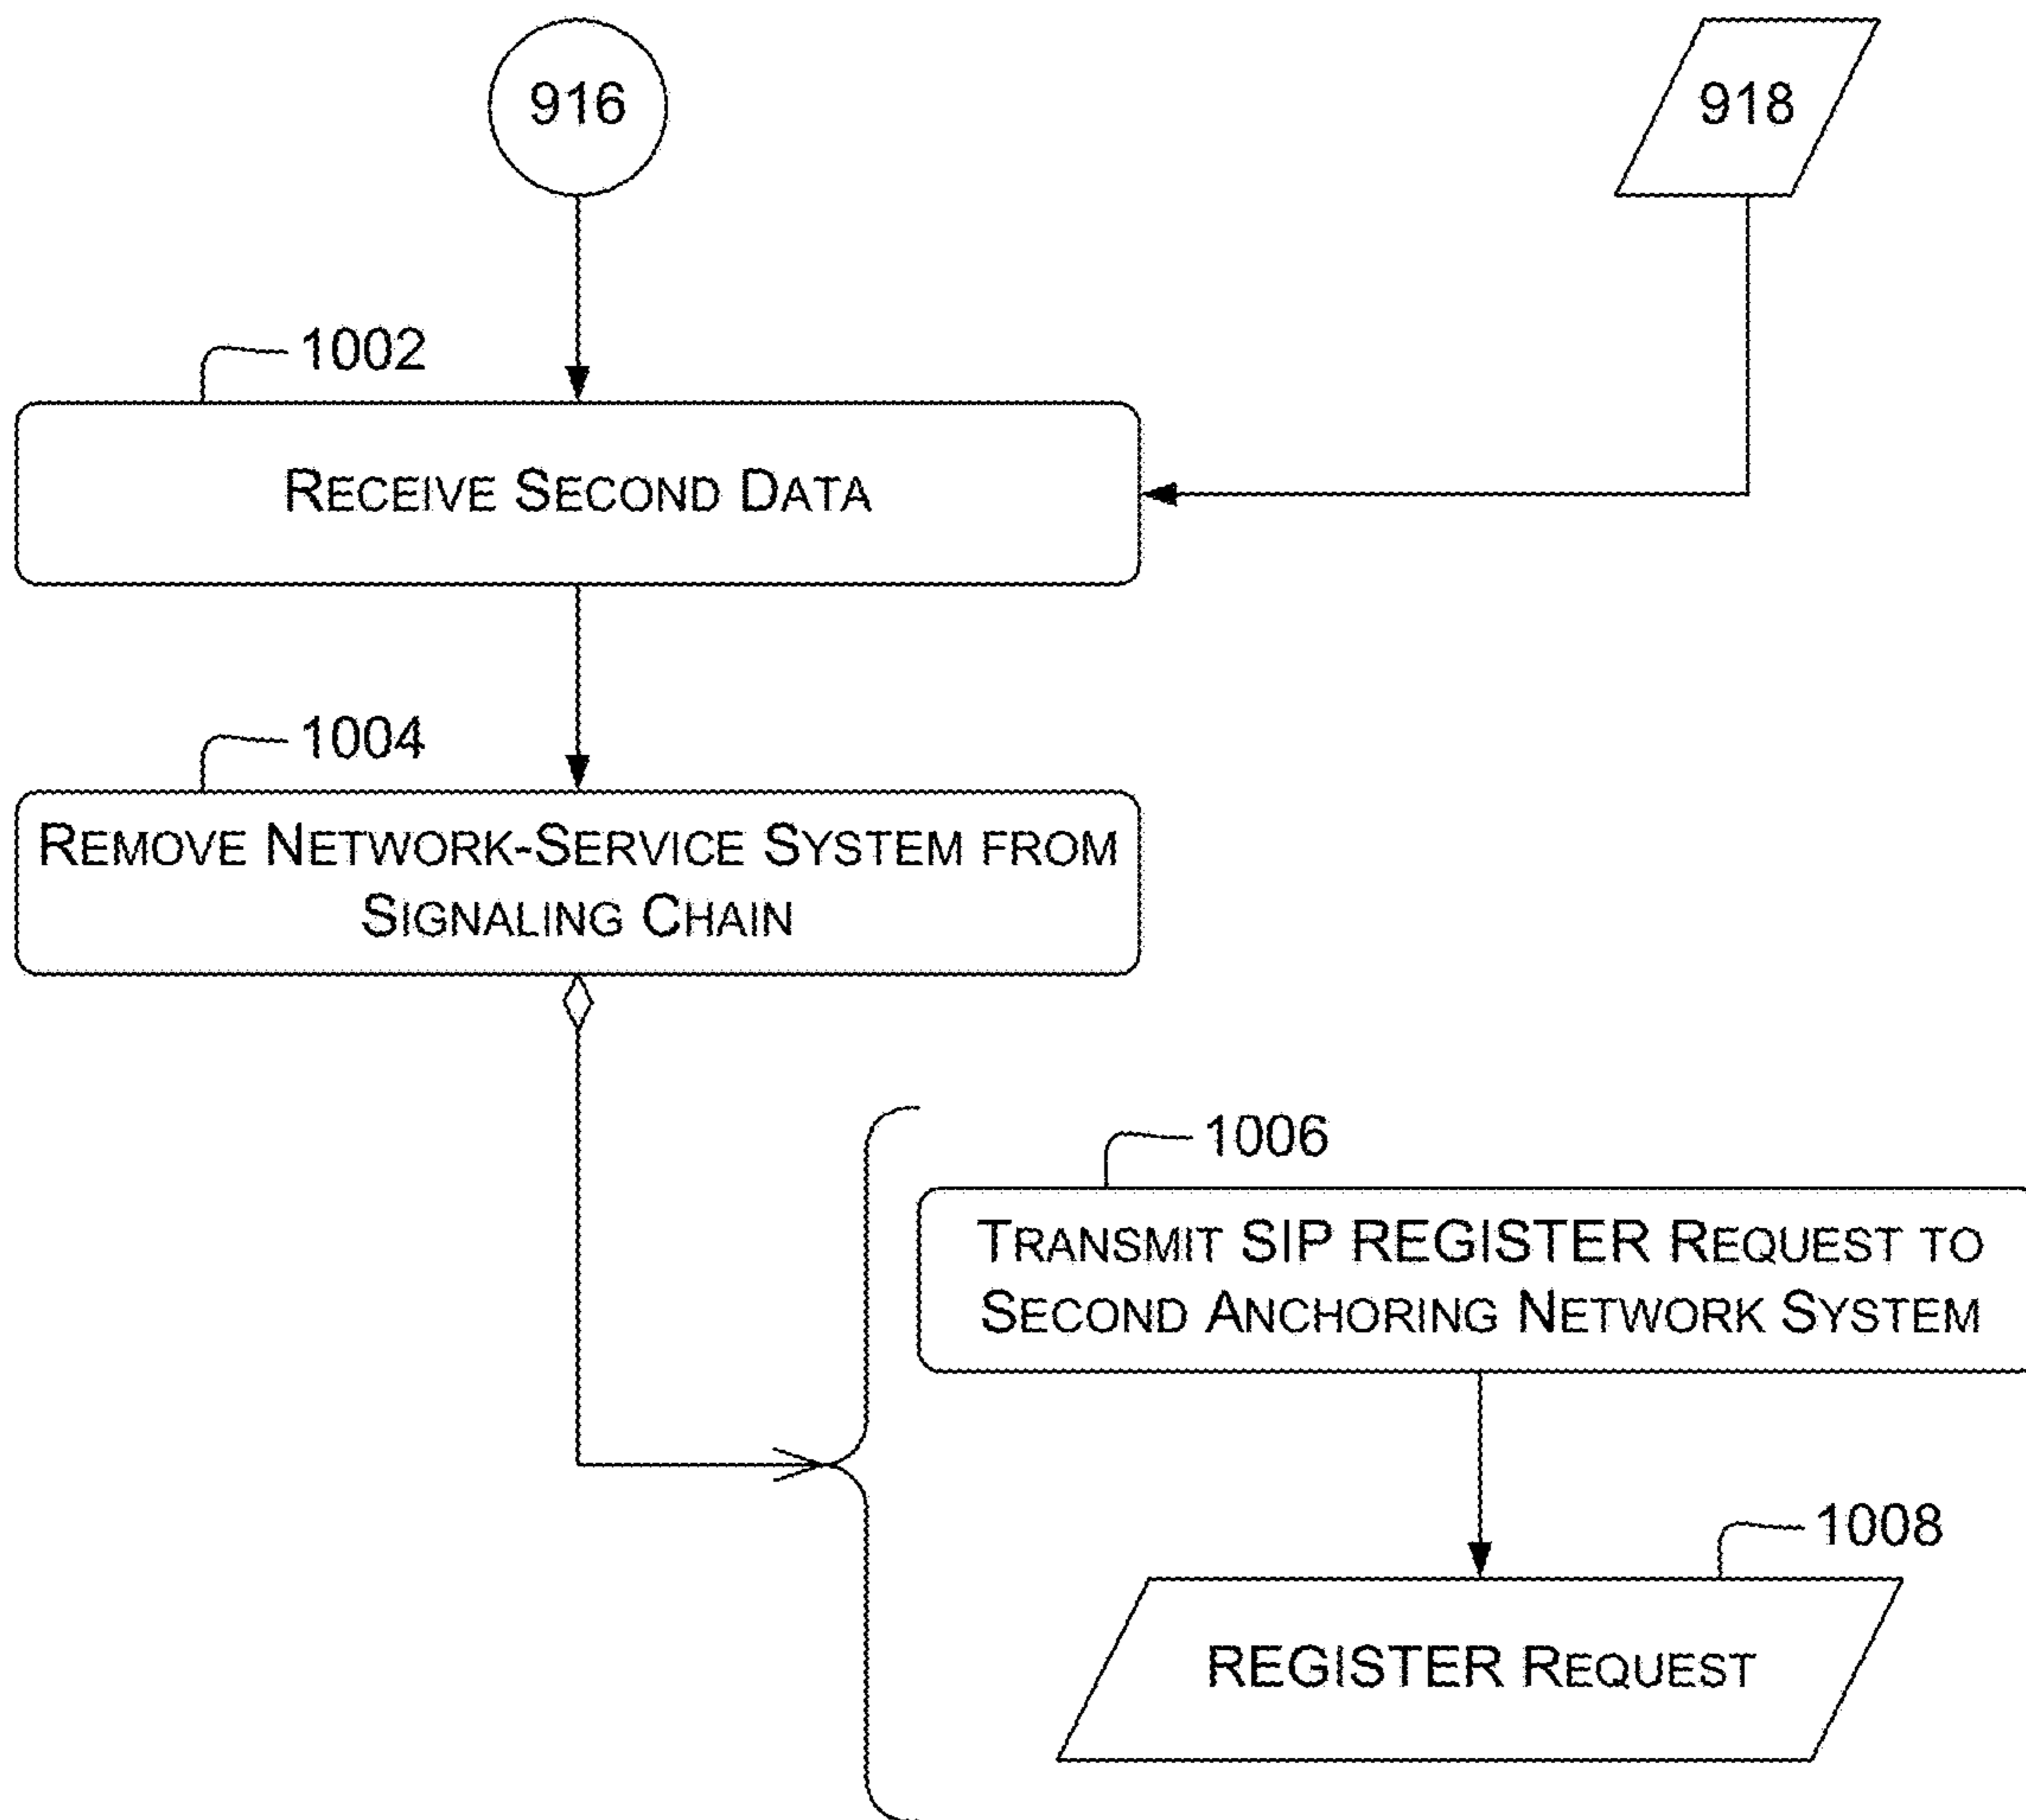 916
918
1002
RECEIVE SECOND DATA
1004
REMOVE NETWORK-SERVICE SYSTEM FROM
SIGNALING CHAIN
1006
TRANSMIT SIP REGISTER REQUEST TO
SECOND ANCHORING NETWORK SYSTEM
1008
REGISTER REQUEST